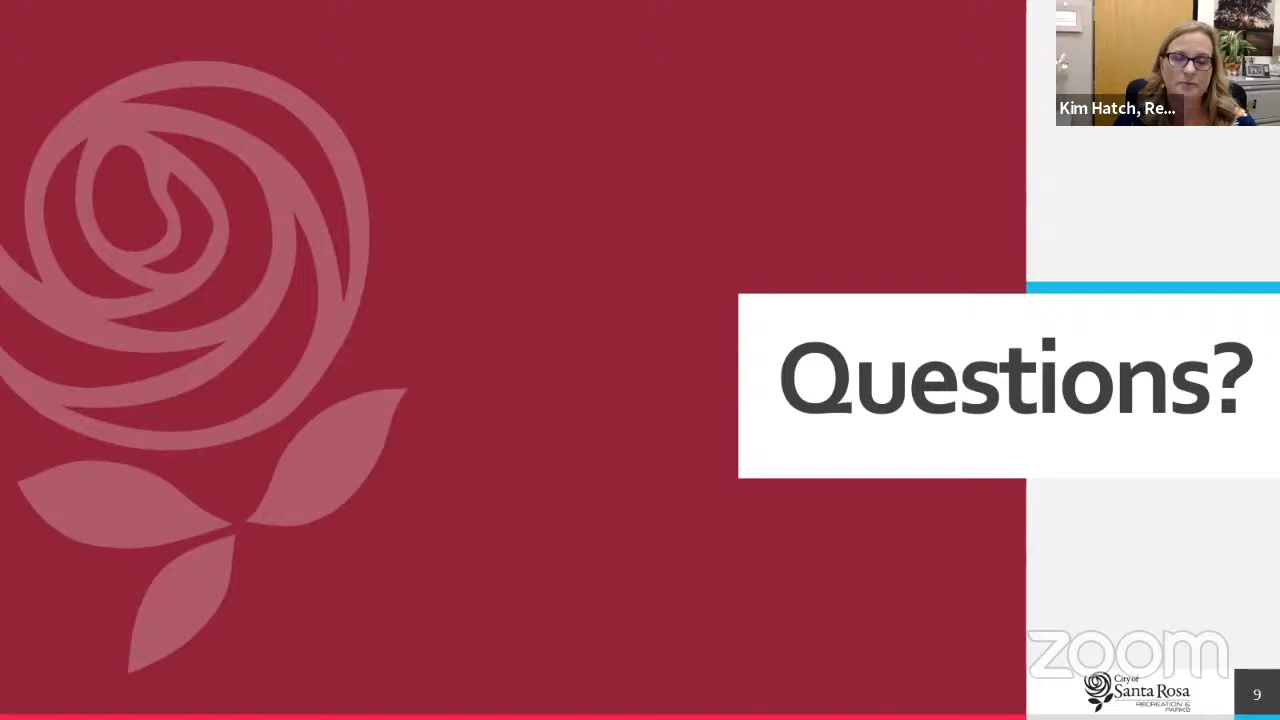 Kim Hatch, Re...
Questions?
zoom
City of
Santa Rosa
RECREATION &
PARKS
9